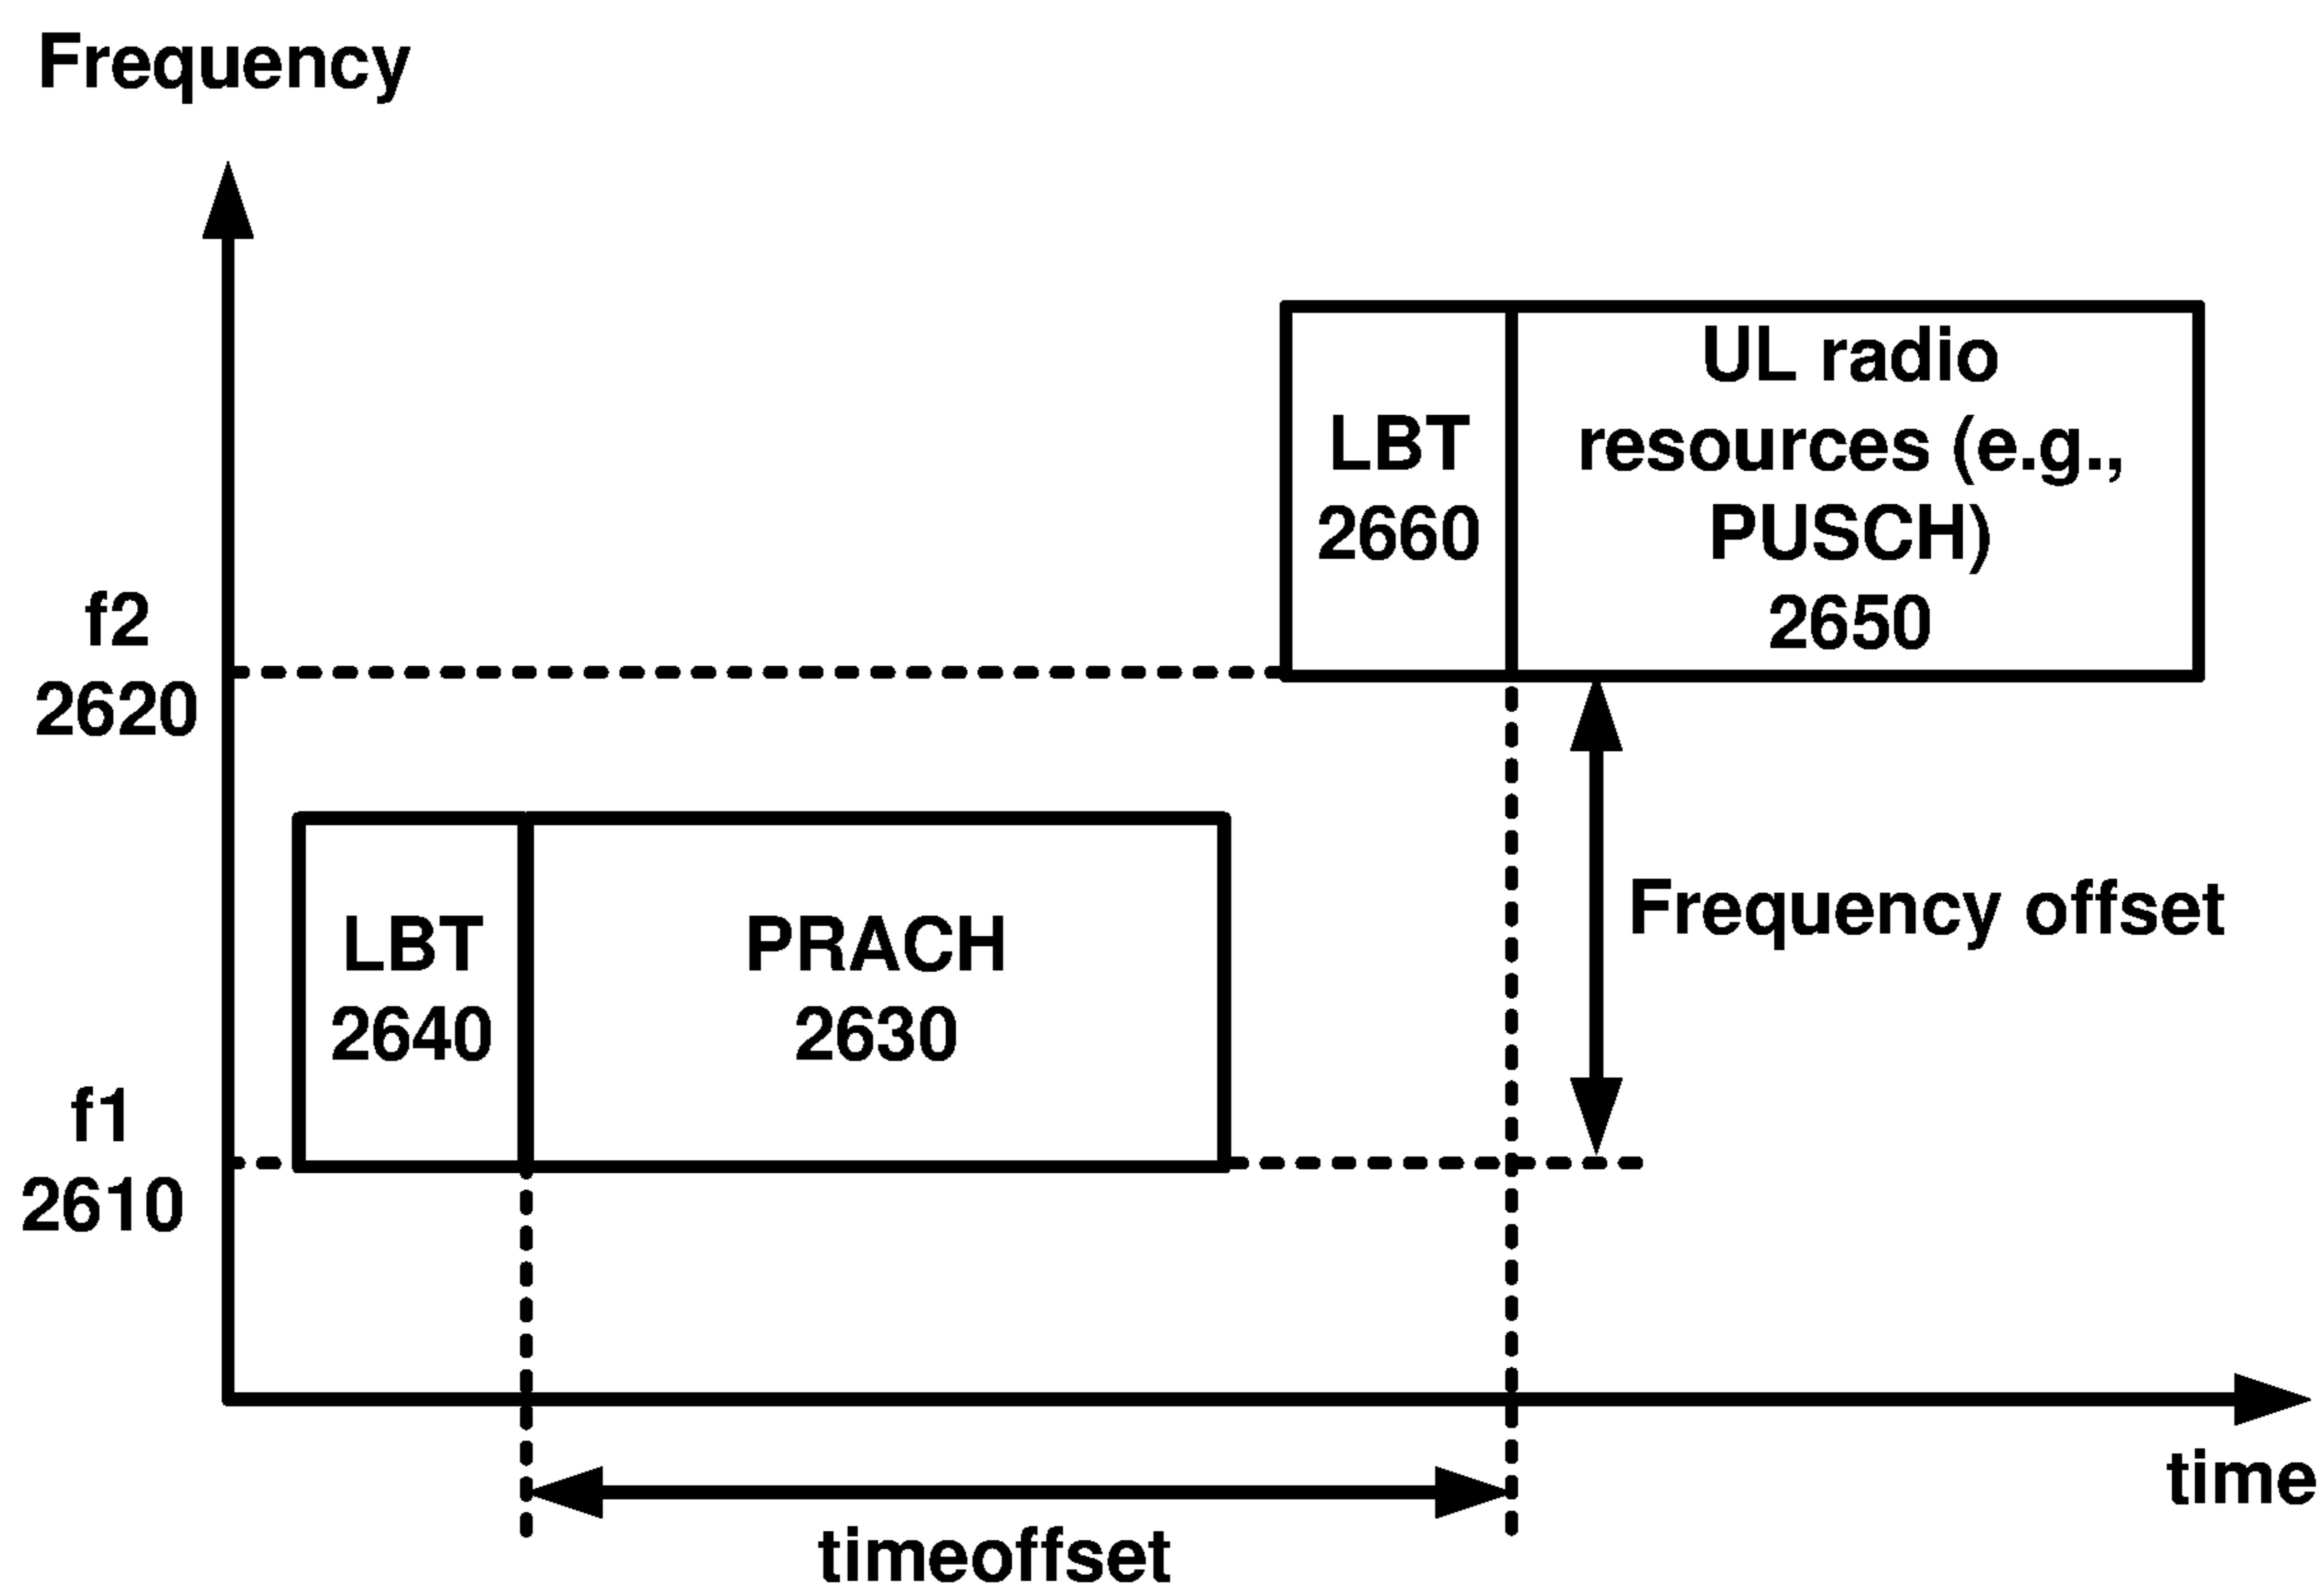 Frequency
UL radio
resources (e.g.,
PUSCH)
2650
LBT
2660
f2
2620
Frequency offset
LBT
2640
PRACH
2630
f1
2610
time
timeoffset